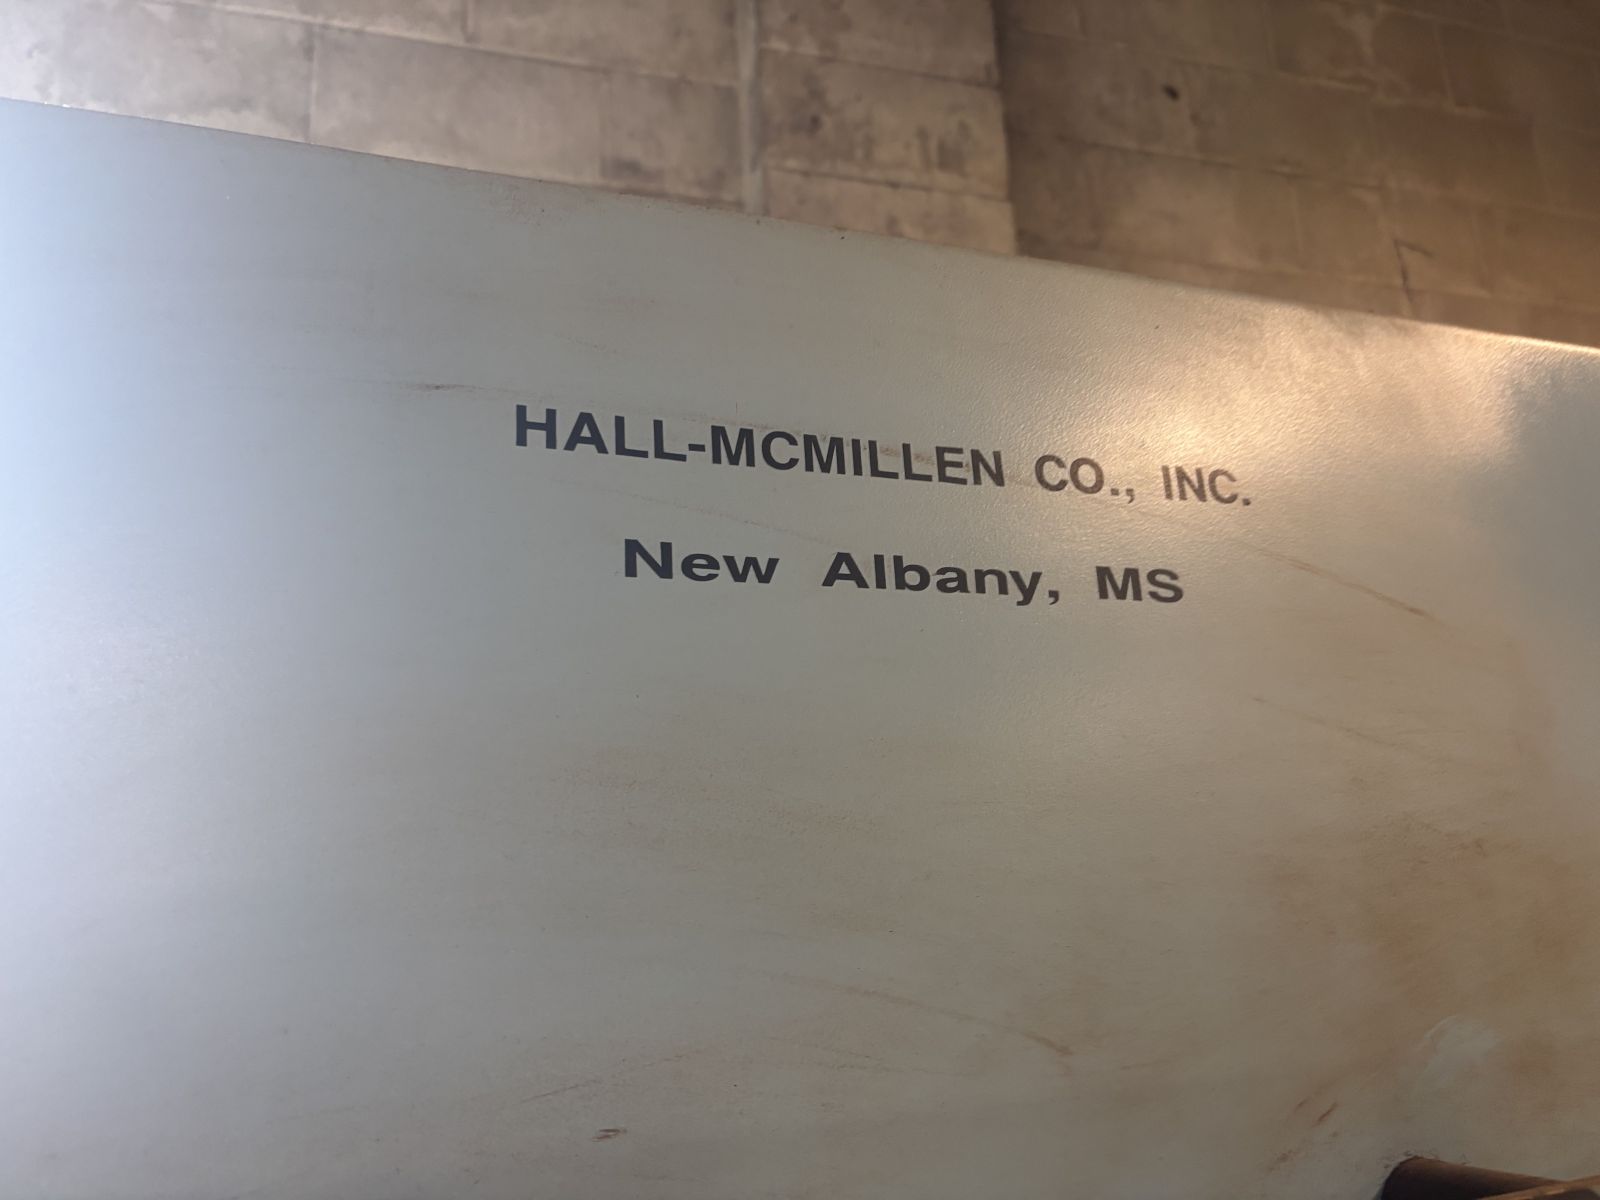 HALL-MCMILLEN CO., INC.
New Albany, MS